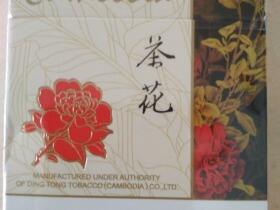 茶花
MANUFACTURED UNDER AUTHORITY
OF DING TONG TOBACCO (CAMBODIA) CO.,LTD